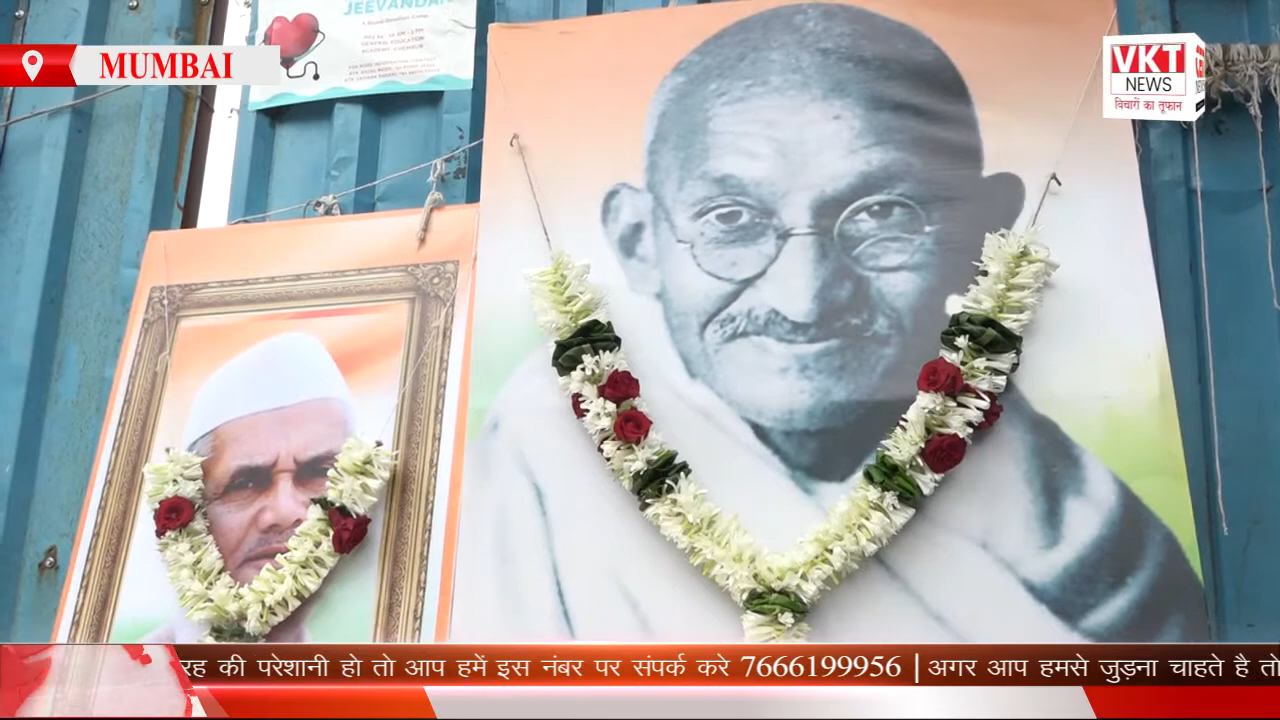 JEEVANDAN
MUMBAI
VKT
NEWS
विचारों का तूफान
रह की परेशानी हो तो आप हमें इस नंबर पर संपर्क करे 7666199956 | अगर आप हमसे जुड़ना चाहते है तो